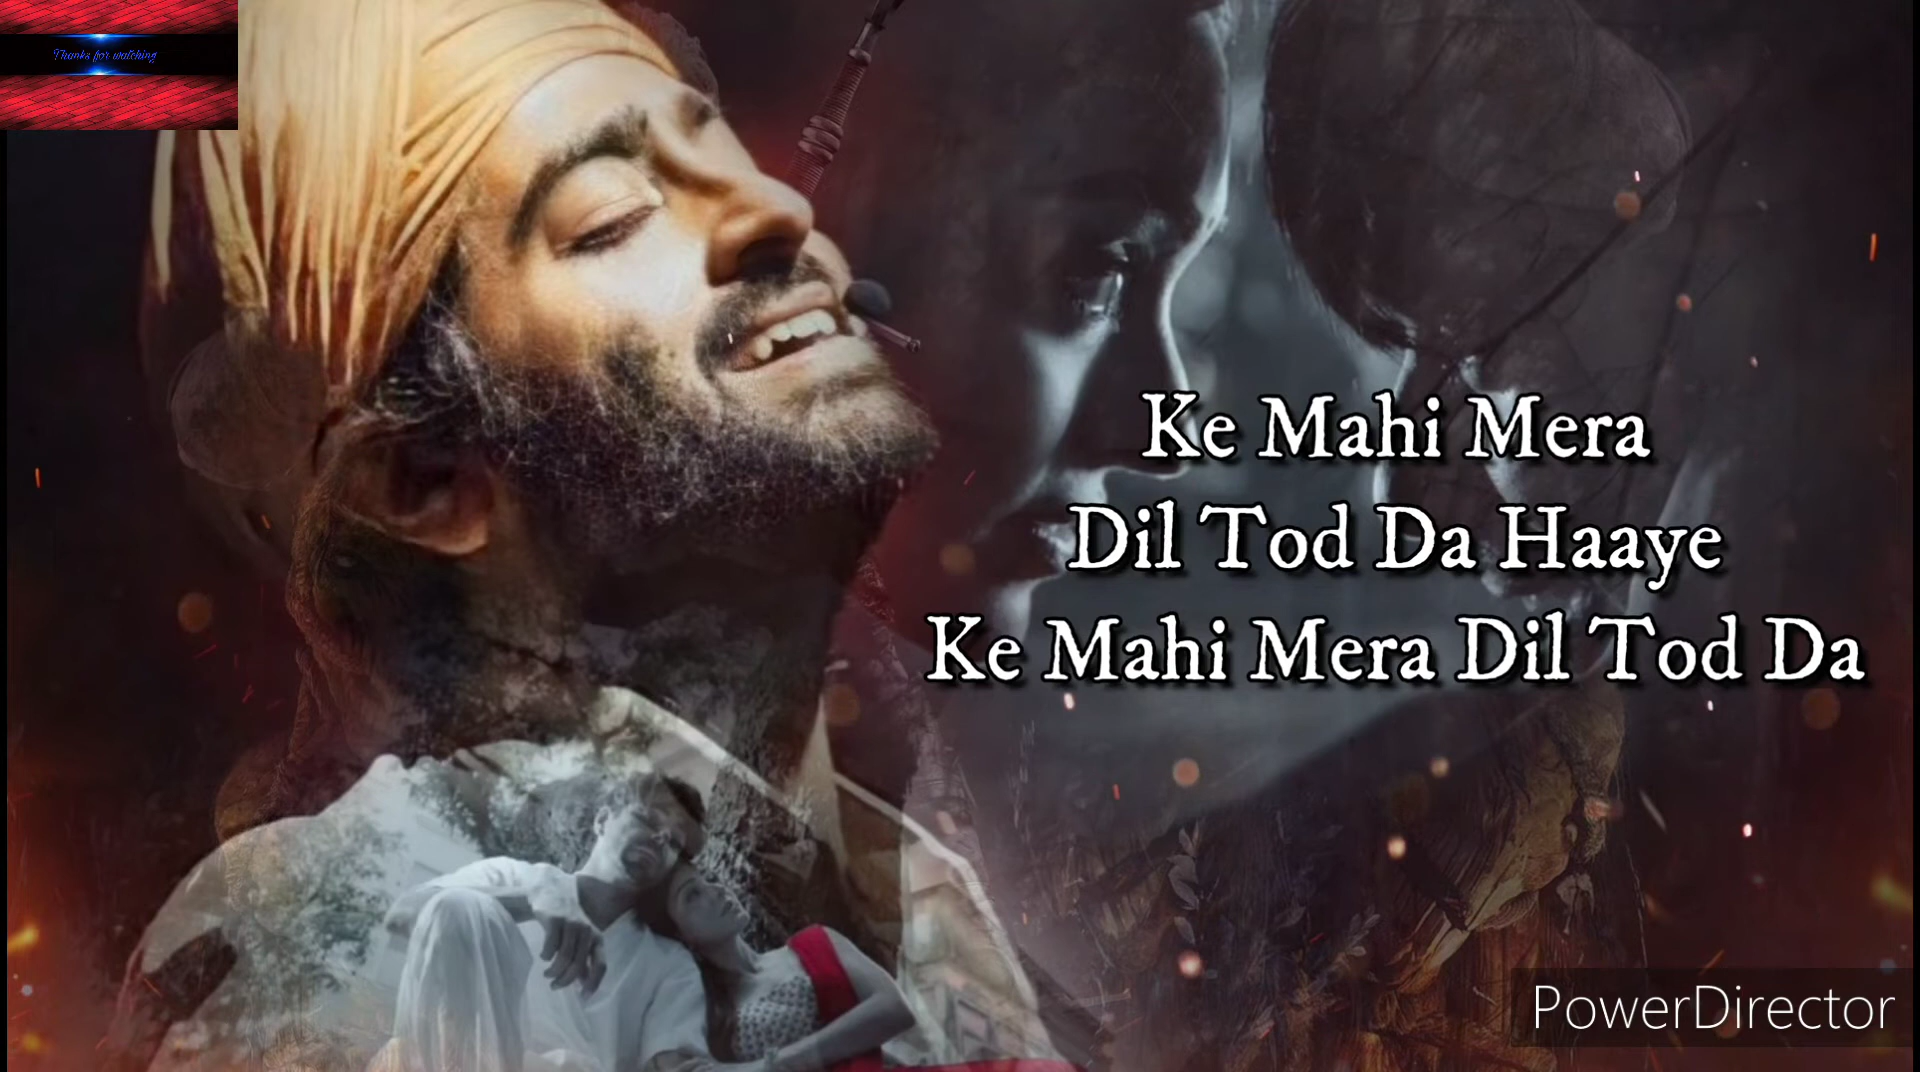 Thanks for watching
Ke Mahi Mera
Dil Tod Da Haaye
Ke Mahi Mera Dil Tod Da
PowerDirector